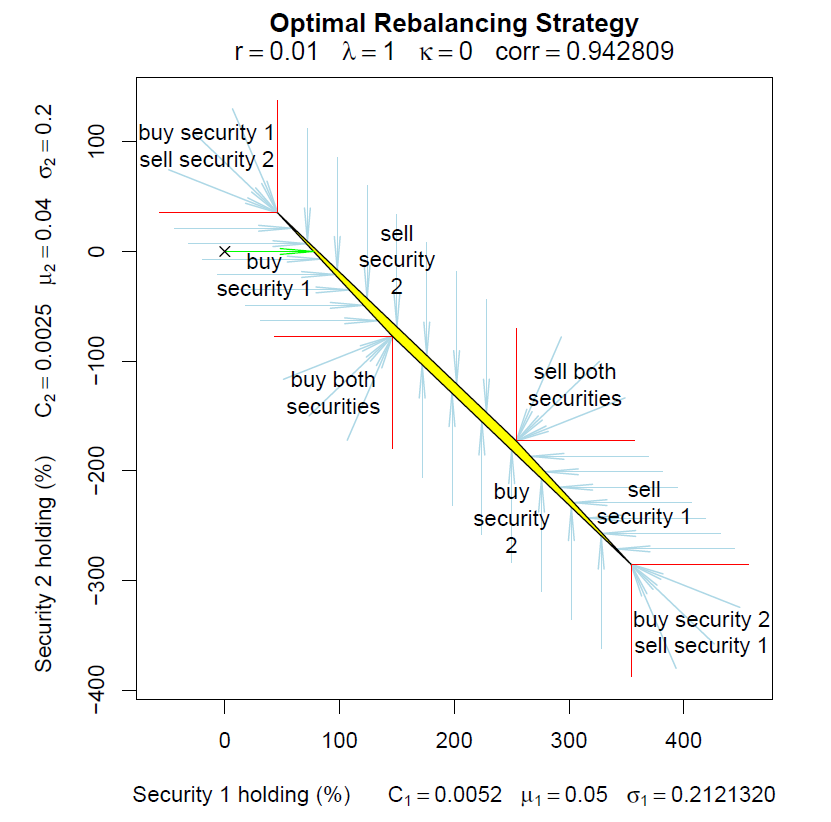 Optimal Rebalancing Strategy
r = 0.01 λ = 1 κ = 0 corr = 0.942809
buy security 1
sell security 2
sell
security
2
buy
security 1
buy both
securities
sell both
securities
buy
security
2
sell
security 1
buy security 2
sell security 1
100
0
−100
−200
−300
−400
Security 2 holding (%) C2 = 0.0025 μ2 = 0.04 σ2 = 0.2
0 100 200 300 400
Security 1 holding (%) C1 = 0.0052 μ1 = 0.05 σ1 = 0.2121320